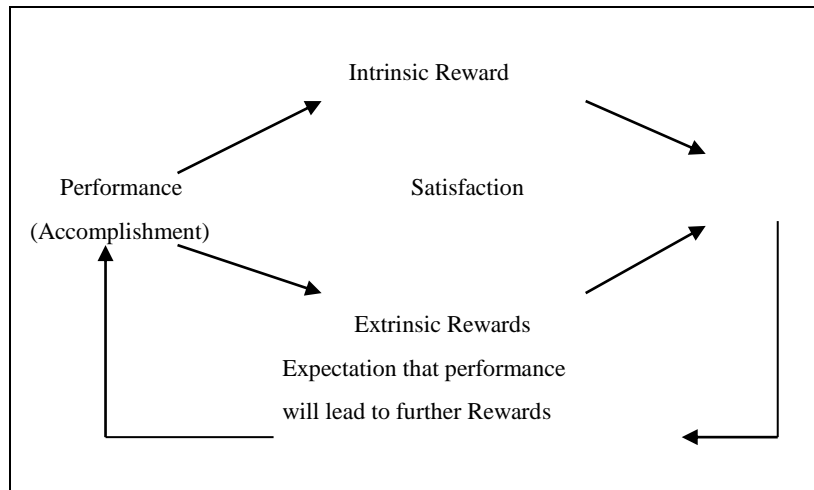 Intrinsic Reward
Performance
Satisfaction
(Accomplishment)
Extrinsic Rewards
Expectation that performance
will lead to further Rewards